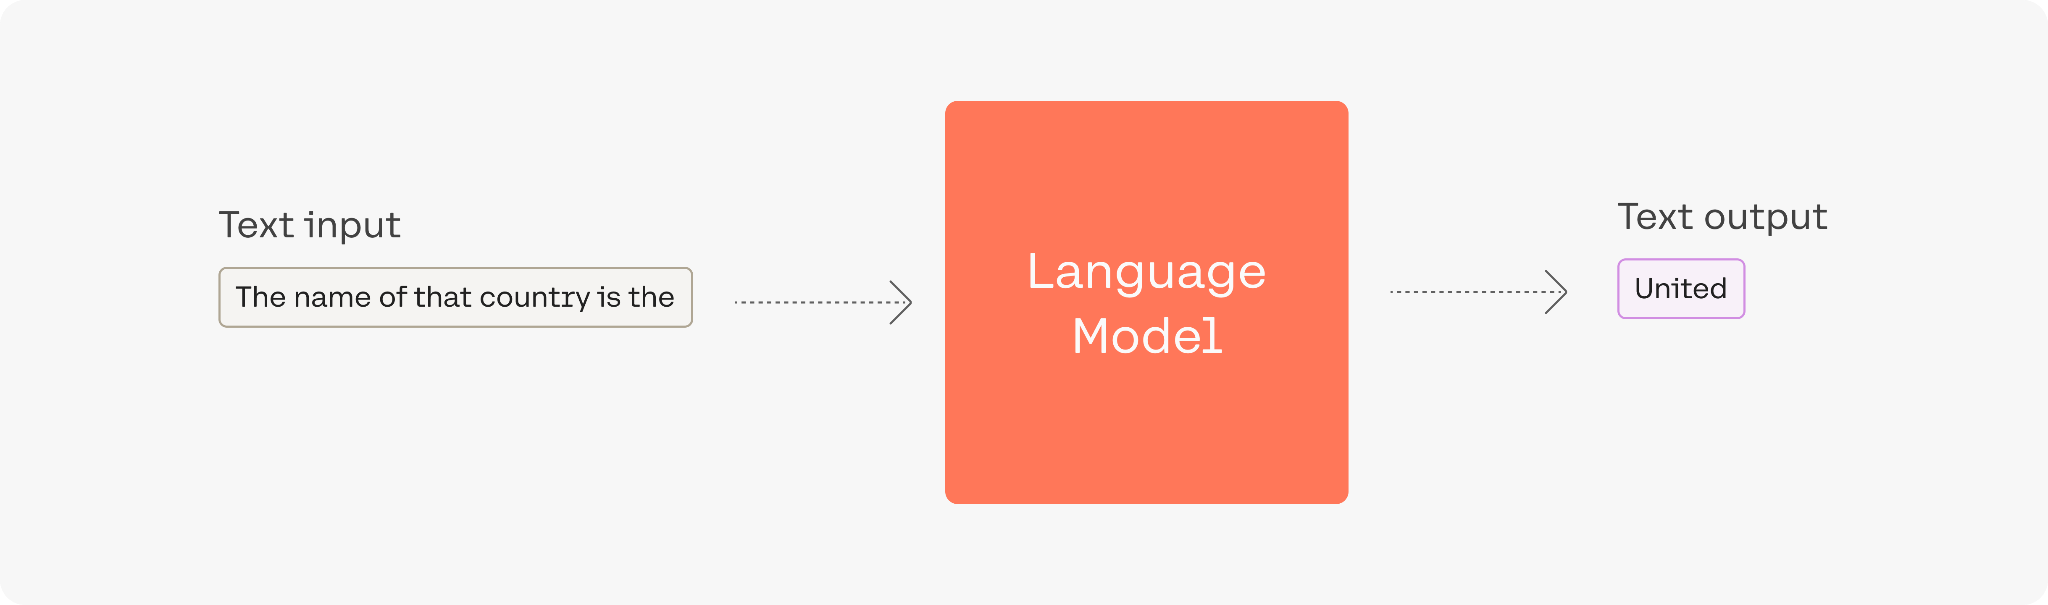 Text input
The name of that country is the
Language
Model
Text output
United